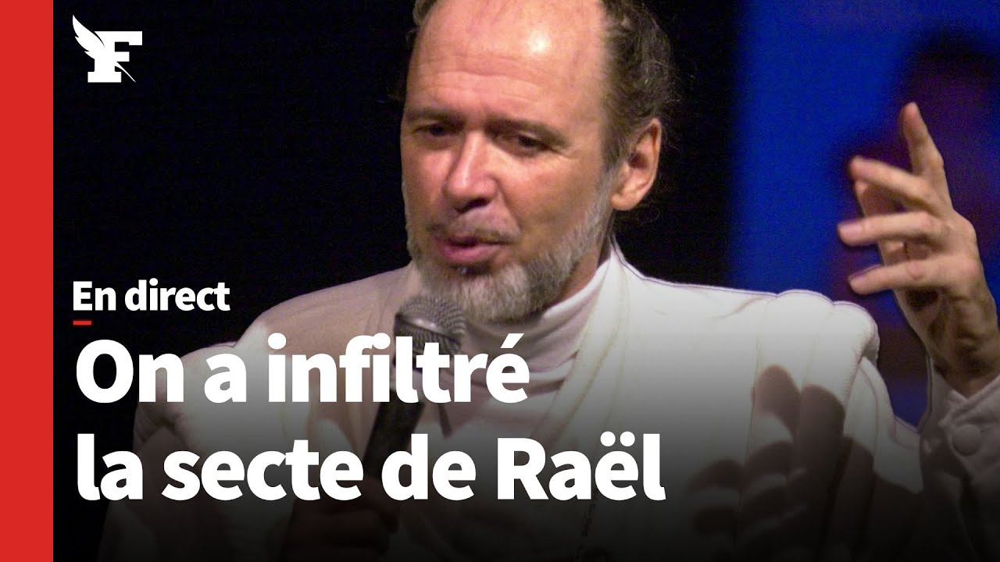 F
En direct
On a infiltré
la secte de Raël